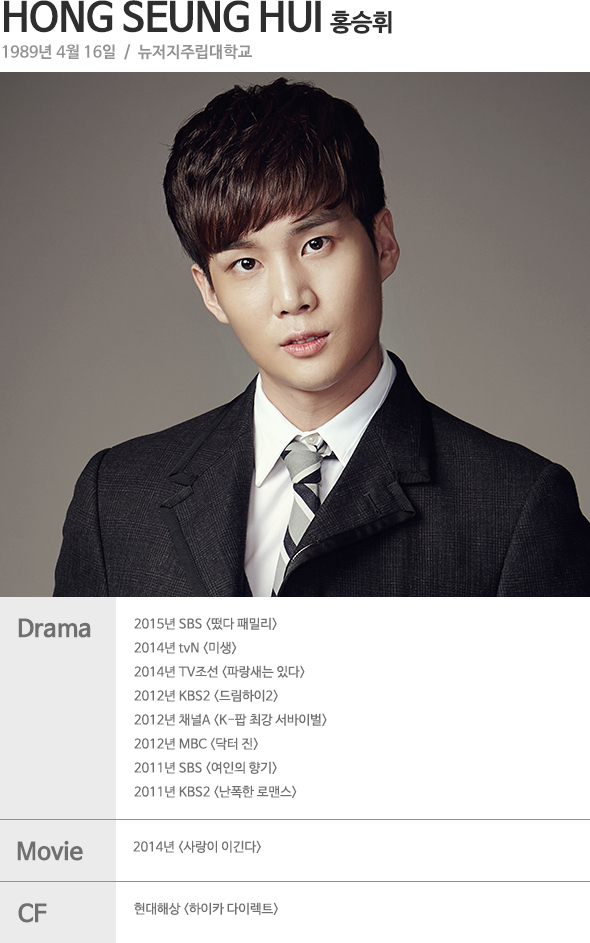 HONG SEUNG HUI 홍승휘
1989년 4월 16일 / 뉴저지주립대학교
Drama
2015년 SBS <떴다 패밀리>
2014년 tvN <미생>
2014년 TV조선 <파랑새는 있다>
2012년 KBS2 <드림하이2>
2012년 채널A <K-팝 최강 서바이벌>
2012년 MBC <닥터 진>
2011년 SBS <여인의 향기>
2011년 KBS2 <난폭한 로맨스>
Movie
2014년 <사랑이 이긴다>
CF
현대해상 <하이카 다이렉트>